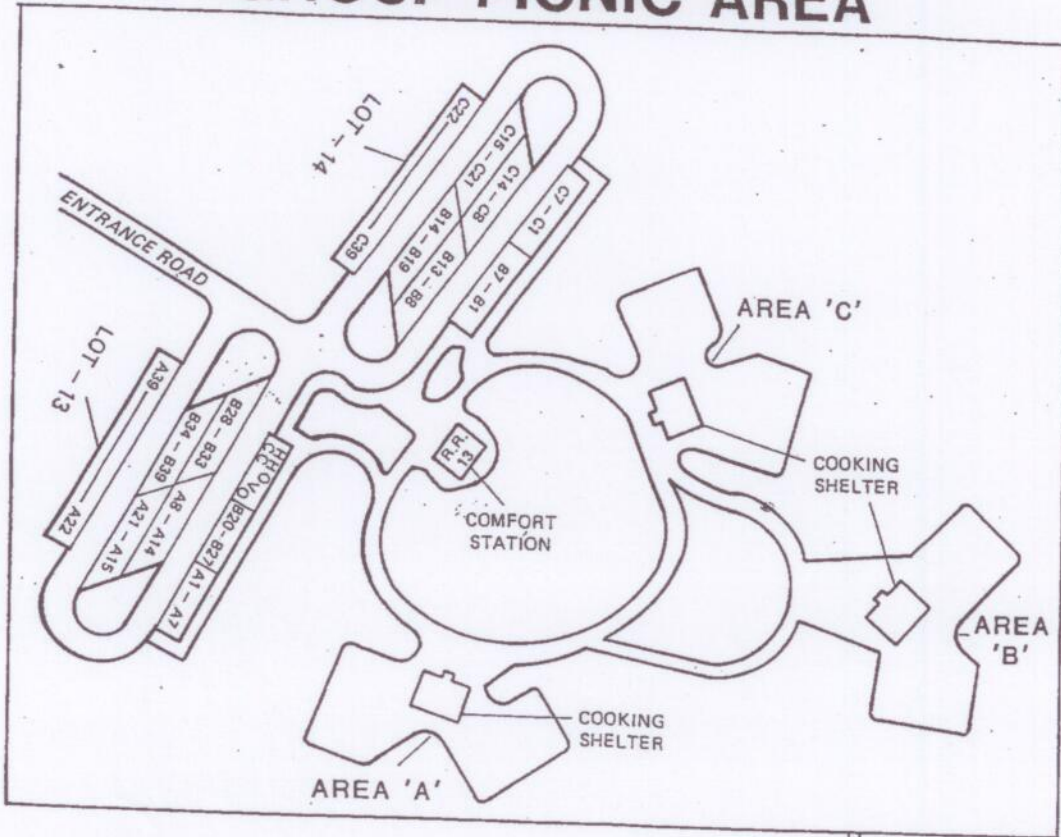 PICNIC AREA
LOT - 14
C22
C39
C15 - C21
C14 - C8
B14 - B19
B13 - B8
C7 - C1
B7 - B1
ENTRANCE ROAD
LOT - 13
A39
A22
B28 - B33
B34 - B39
A8 - A14
A21 - A15
B20 - B27
A1 - A7
R.R.
13
COMFORT
STATION
AREA 'C'
COOKING
SHELTER
AREA
'B'
COOKING
SHELTER
AREA 'A'